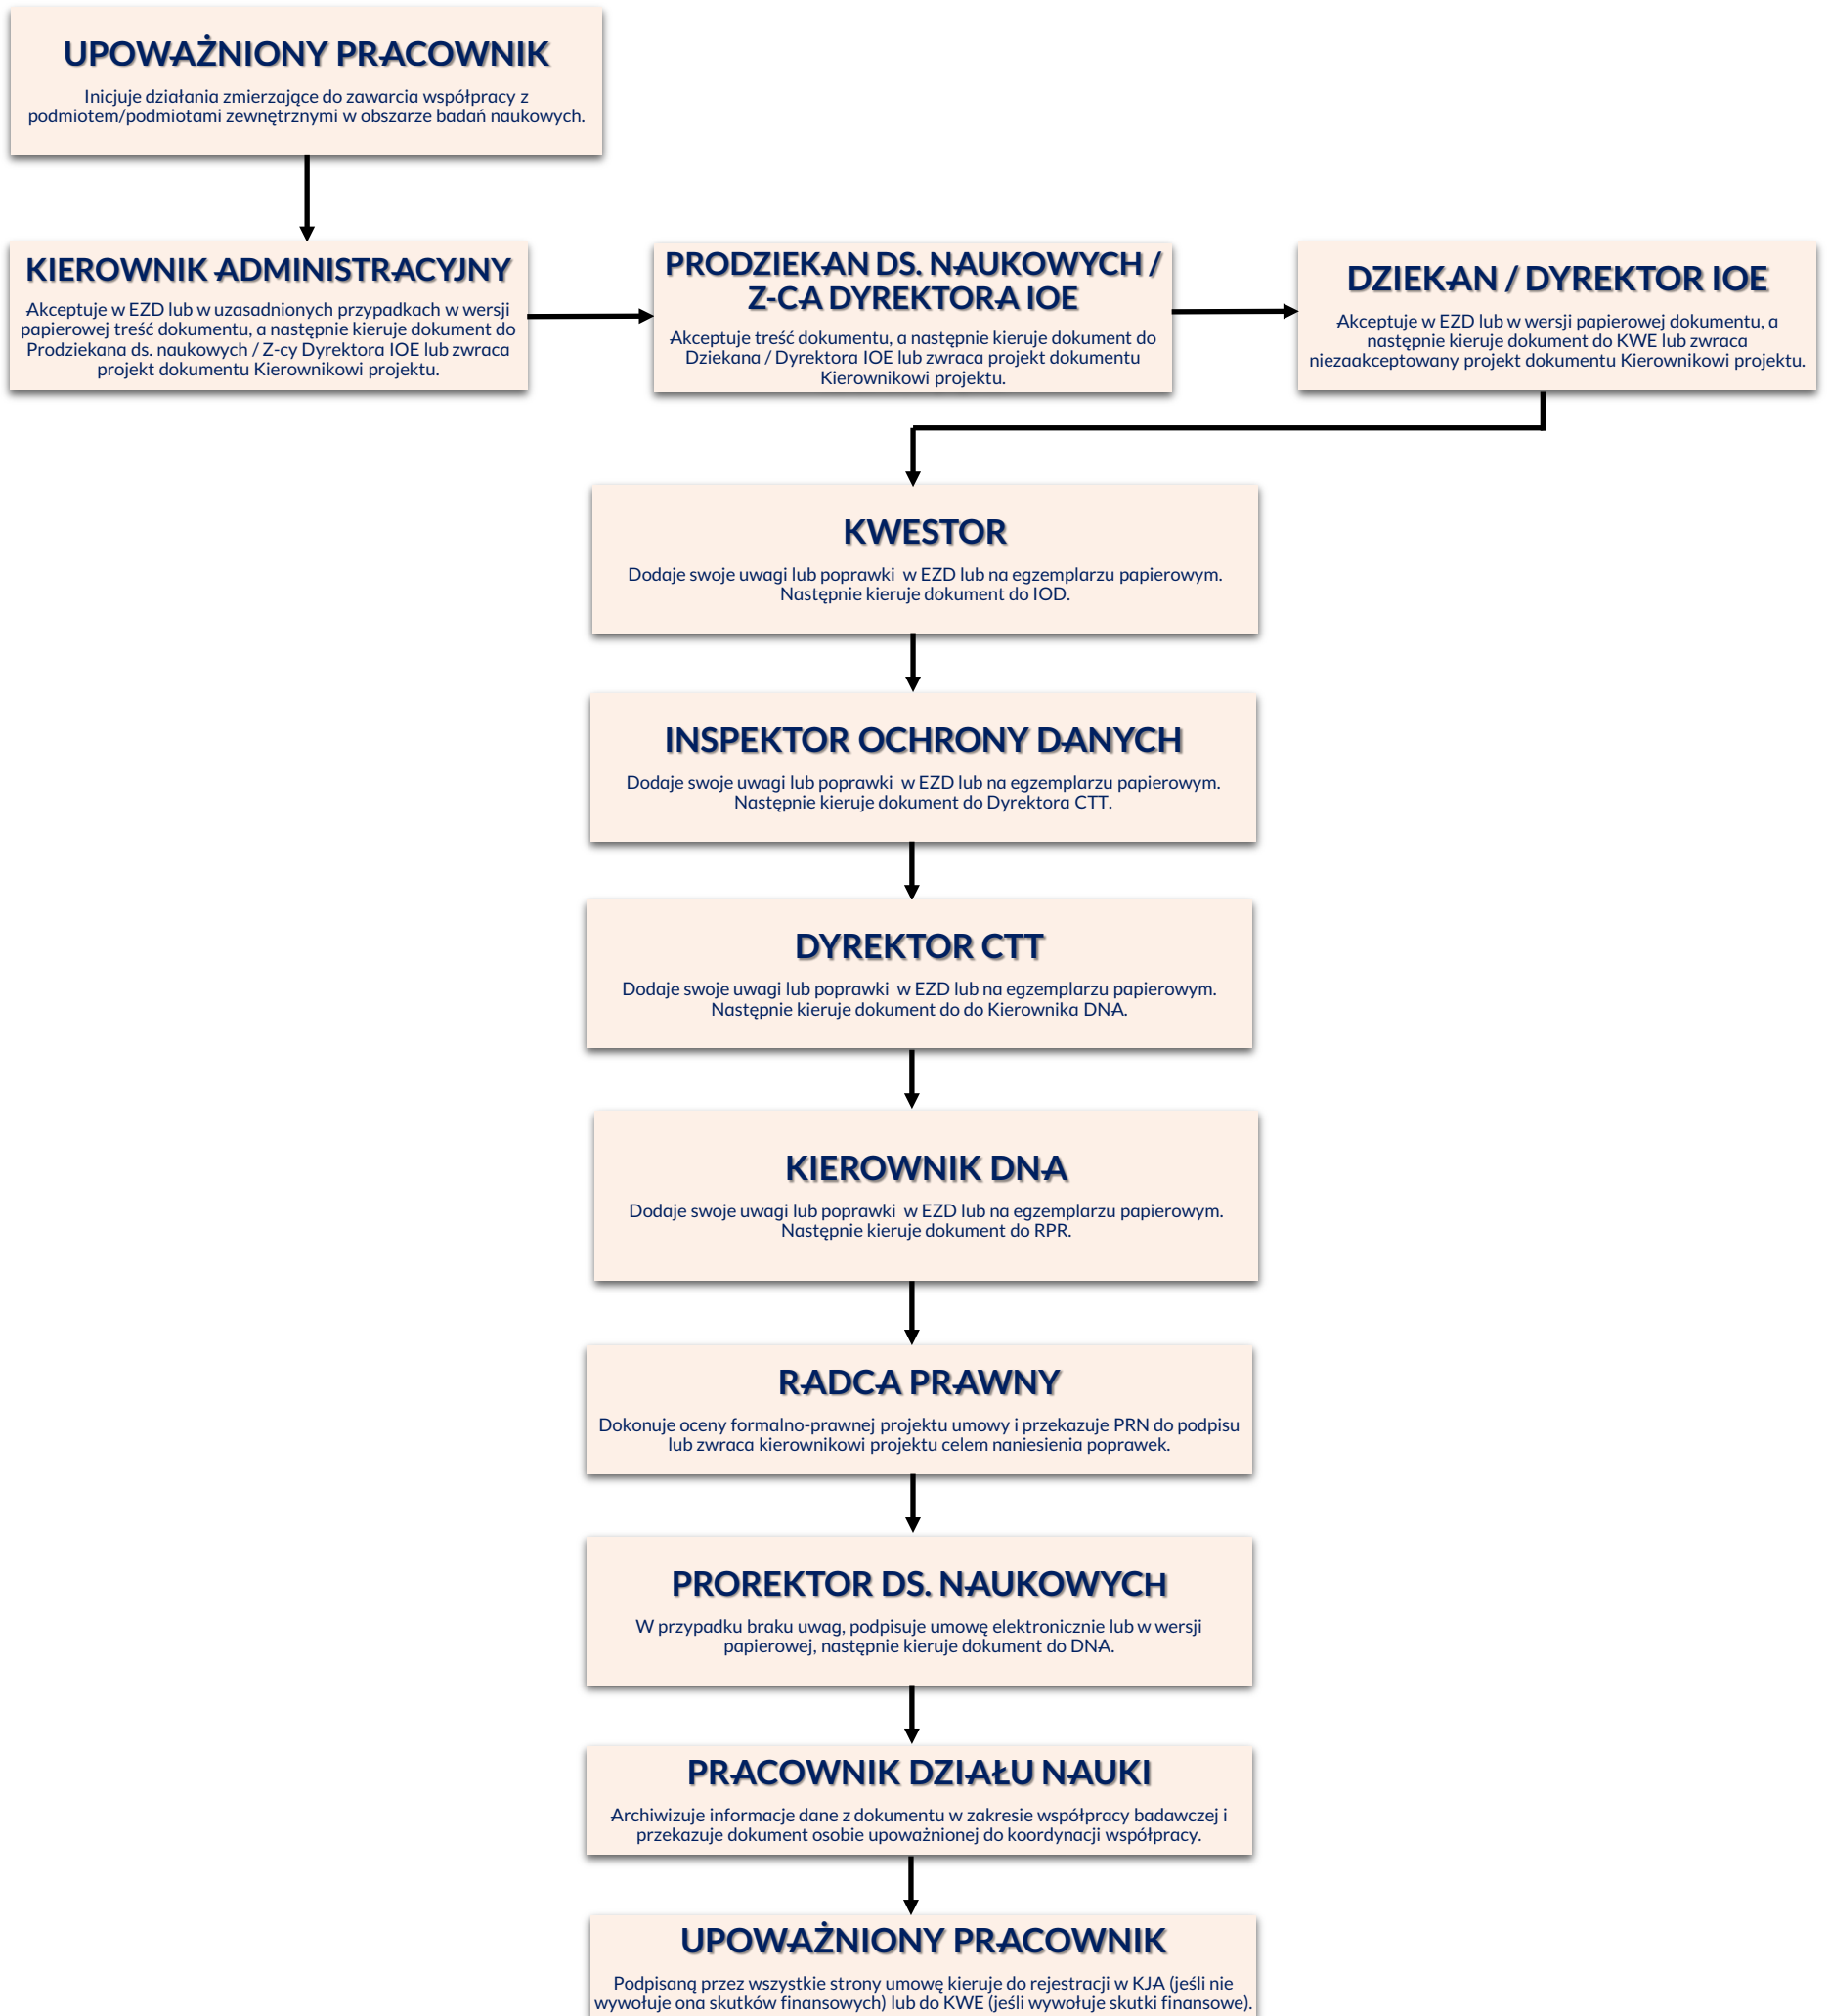 UPOWAŻNIONY PRACOWNIK
Inicjuje działania zmierzające do zawarcia współpracy z
podmiotem/podmiotami zewnętrznymi w obszarze badań naukowych.
KIEROWNIK ADMINISTRACYJNY
Akceptuje w EZD lub w uzasadnionych przypadkach w wersji
papierowej treść dokumentu, a następnie kieruje dokument do
Prodziekana ds. naukowych / Z-cy Dyrektora IOE lub zwraca
projekt dokumentu Kierownikowi projektu.
PRODZIEKAN DS. NAUKOWYCH /
Z-CA DYREKTORA IOE
Akceptuje treść dokumentu, a następnie kieruje dokument do
Dziekana / Dyrektora IOE lub zwraca projekt dokumentu
Kierownikowi projektu.
DZIEKAN / DYREKTOR IOE
Akceptuje w EZD lub w wersji papierowej dokumentu, a
następnie kieruje dokument do KWE lub zwraca
niezaakceptowany projekt dokumentu Kierownikowi projektu.
KWESTOR
Dodaje swoje uwagi lub poprawki  w EZD lub na egzemplarzu papierowym.
Następnie kieruje dokument do IOD.
INSPEKTOR OCHRONY DANYCH
Dodaje swoje uwagi lub poprawki  w EZD lub na egzemplarzu papierowym.
Następnie kieruje dokument do Dyrektora CTT.
DYREKTOR CTT
Dodaje swoje uwagi lub poprawki  w EZD lub na egzemplarzu papierowym.
Następnie kieruje dokument do do Kierownika DNA.
KIEROWNIK DNA
Dodaje swoje uwagi lub poprawki  w EZD lub na egzemplarzu papierowym.
Następnie kieruje dokument do RPR.
RADCA PRAWNY
Dokonuje oceny formalno-prawnej projektu umowy i przekazuje PRN do podpisu
lub zwraca kierownikowi projektu celem naniesienia poprawek.
PROREKTOR DS. NAUKOWYCH
W przypadku braku uwag, podpisuje umowę elektronicznie lub w wersji
papierowej, następnie kieruje dokument do DNA.
PRACOWNIK DZIAŁU NAUKI
Archiwizuje informacje dane z dokumentu w zakresie współpracy badawczej i
przekazuje dokument osobie upoważnionej do koordynacji współpracy.
UPOWAŻNIONY PRACOWNIK
Podpisaną przez wszystkie strony umowę kieruje do rejestracji w KJA (jeśli nie
wywołuje ona skutków finansowych) lub do KWE (jeśli wywołuje skutki finansowe).